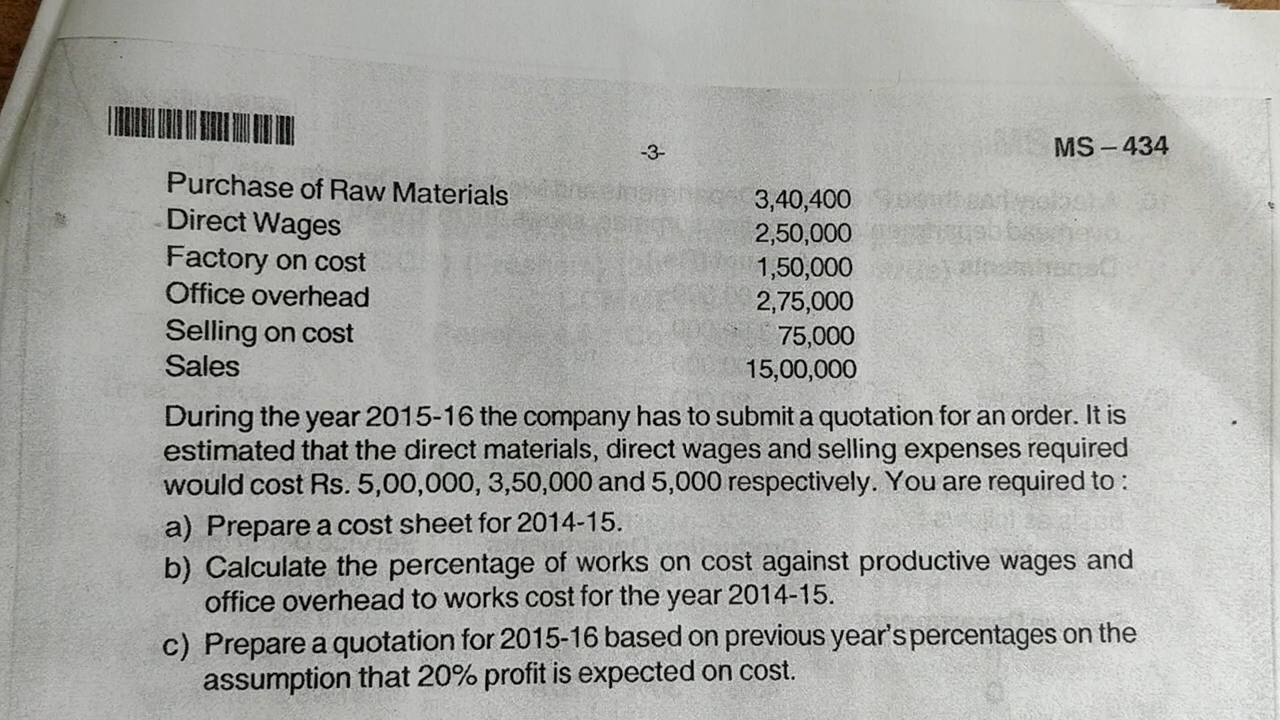 -3-
MS – 434
Purchase of Raw Materials 3,40,400
Direct Wages 2,50,000
Factory on cost 1,50,000
Office overhead 2,75,000
Selling on cost 75,000
Sales 15,00,000
During the year 2015-16 the company has to submit a quotation for an order. It is
estimated that the direct materials, direct wages and selling expenses required
would cost Rs. 5,00,000, 3,50,000 and 5,000 respectively. You are required to :
a) Prepare a cost sheet for 2014-15.
b) Calculate the percentage of works on cost against productive wages and
office overhead to works cost for the year 2014-15.
c) Prepare a quotation for 2015-16 based on previous year's percentages on the
assumption that 20% profit is expected on cost.